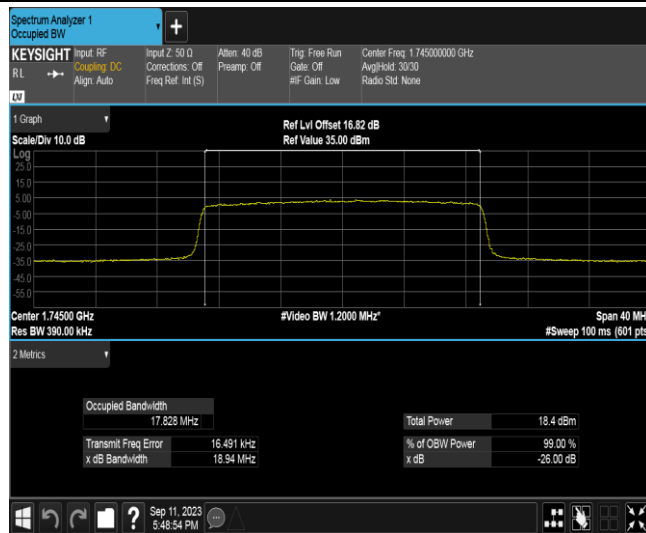 Spectrum Analyzer 1
Occupied BW
+
KEYSIGHT
RL
Input: RF
Coupling: DC
Align: Auto
Input Z: 50 Ω
Corrections: Off
Freq Ref: Int (S)
Atten: 40 dB
Preamp: Off
Trig: Free Run
Gate: Off
#IF Gain: Low
Center Freq: 1.745000000 GHz
Avg|Hold: 30/30
Radio Std: None
1 Graph
Scale/Div 10.0 dB
Ref Lvl Offset 16.82 dB
Ref Value 35.00 dBm
Log
25.0
15.0
5.00
-5.00
-15.0
-25.0
-35.0
-45.0
-55.0
Center 1.74500 GHz
#Video BW 1.2000 MHz*
Span 40 MH
Res BW 390.00 kHz
#Sweep 100 ms (601 pts
2 Metrics
Occupied Bandwidth
17.828 MHz
Total Power 18.4 dBm
Transmit Freq Error 16.491 kHz
% of OBW Power 99.00 %
x dB Bandwidth 18.94 MHz
x dB -26.00 dB
?
Sep 11, 2023
5:48:54 PM